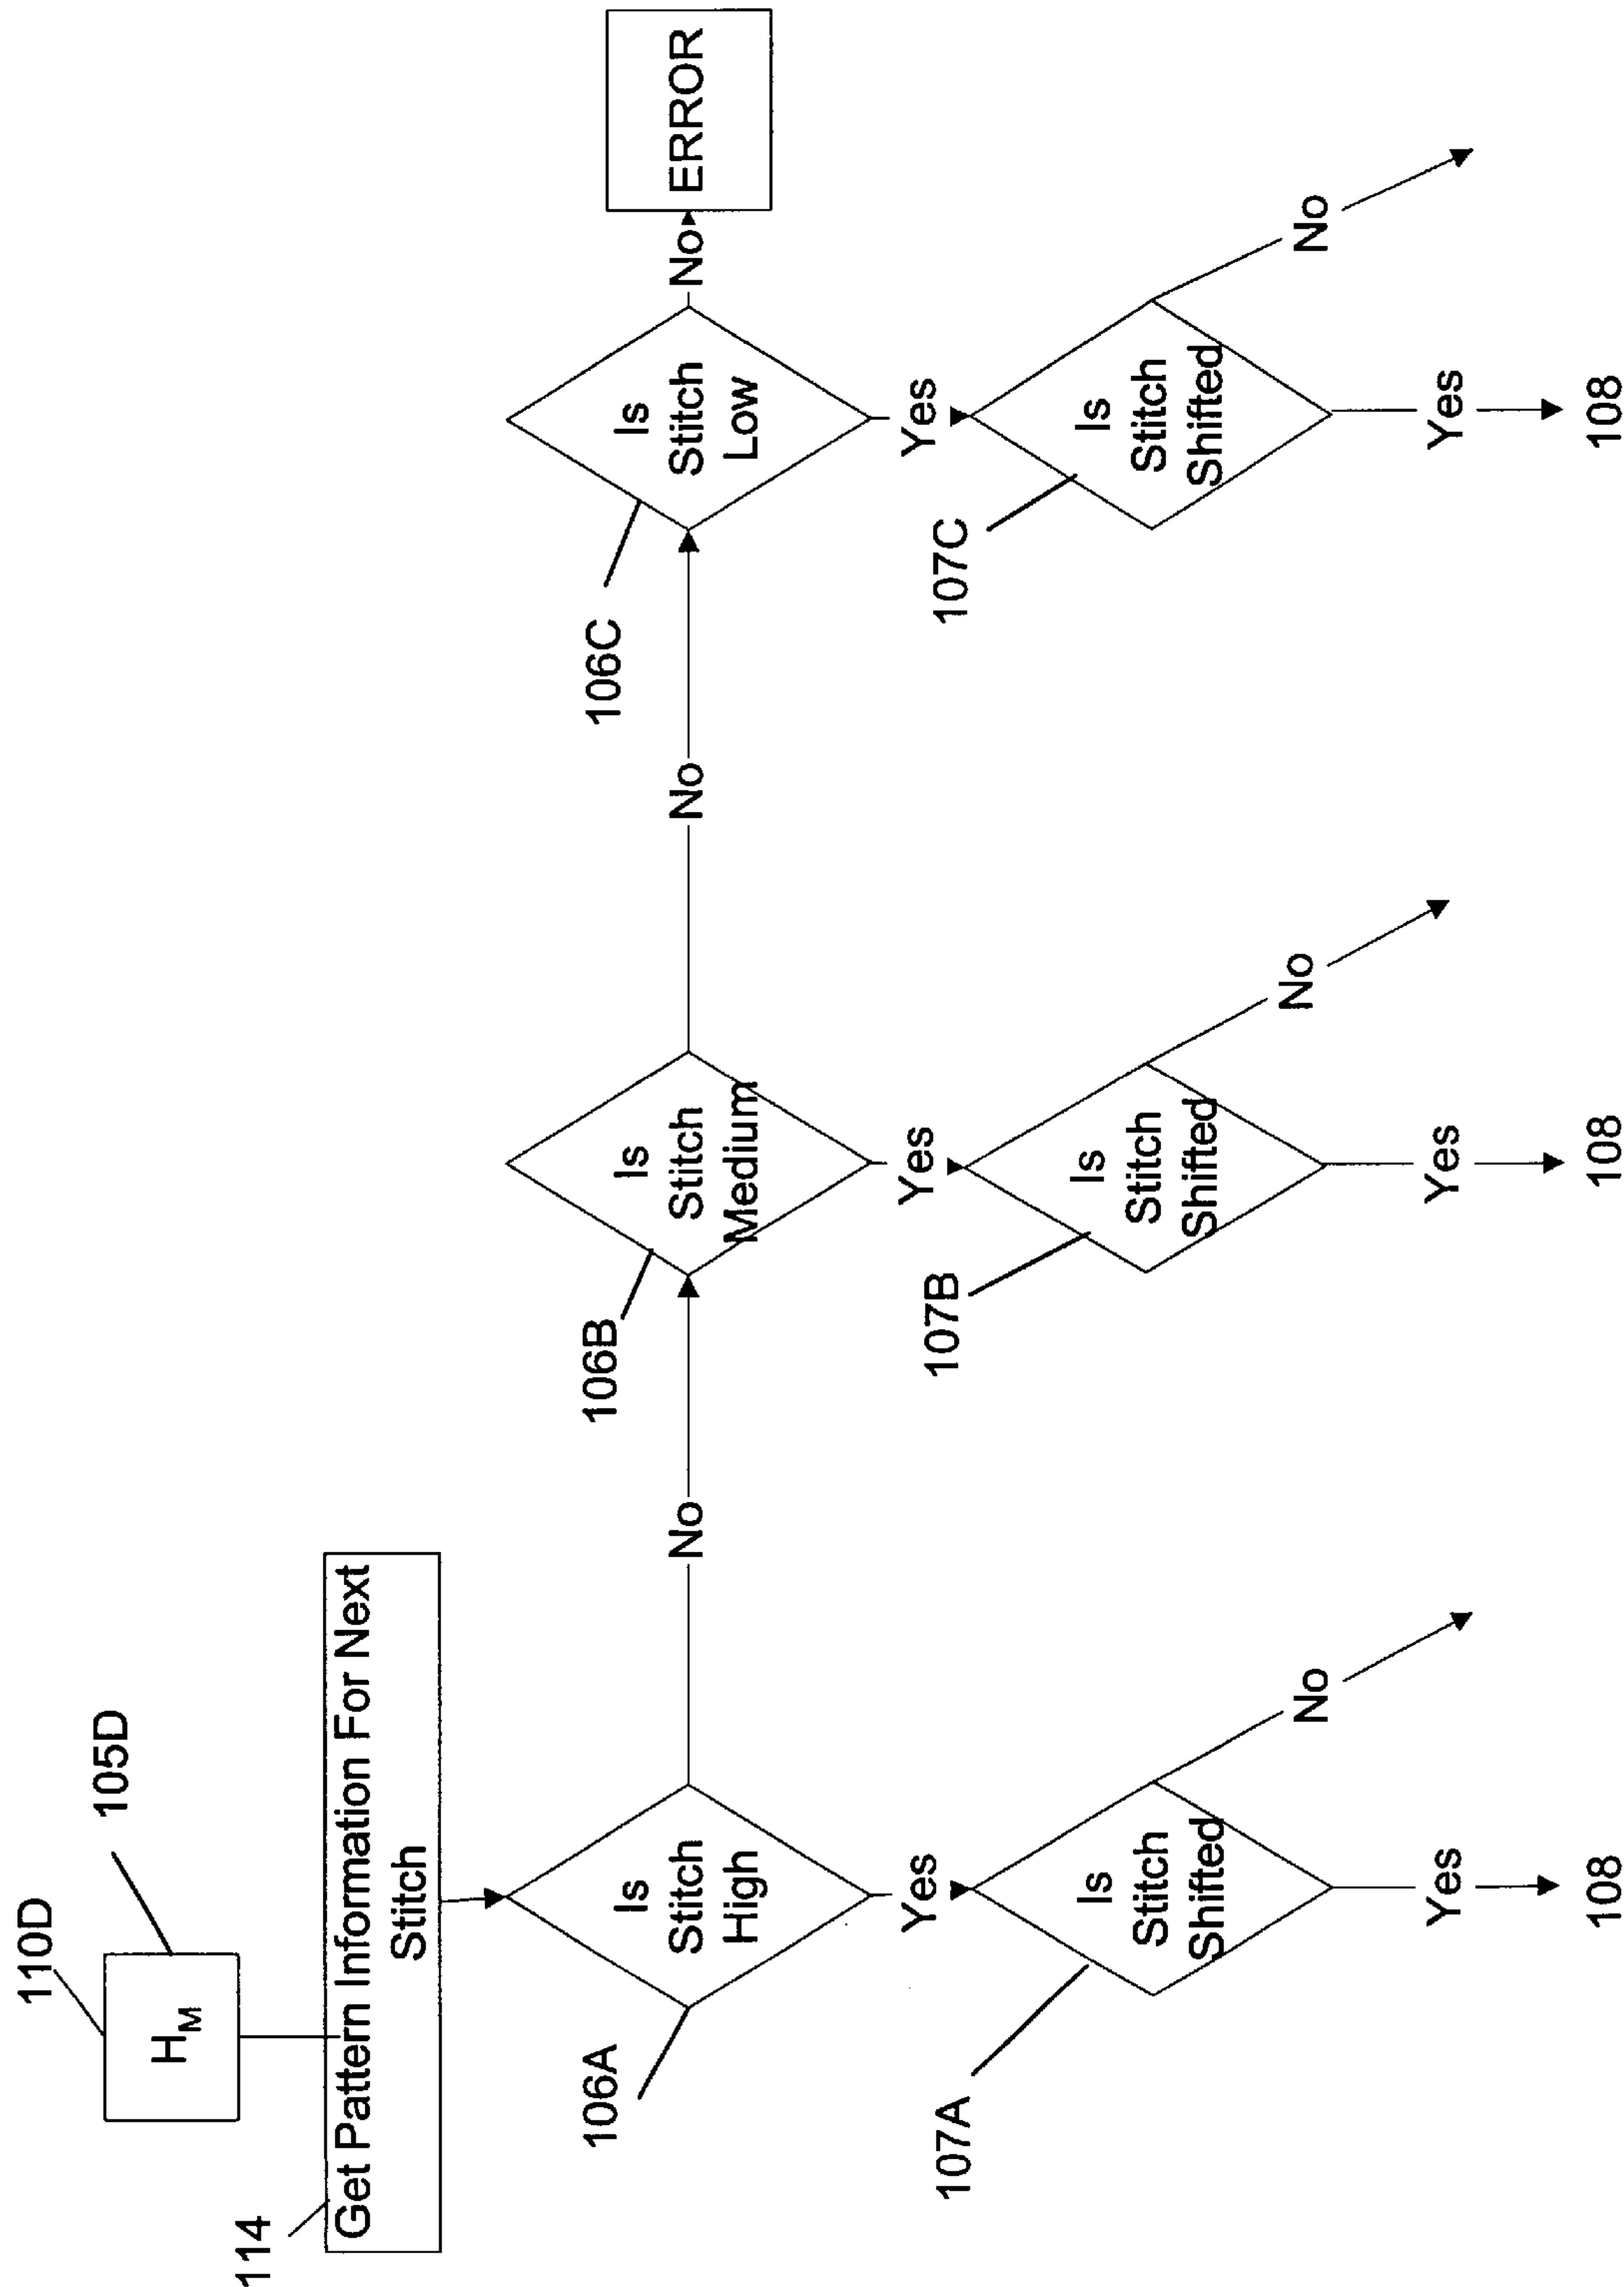 110D
105D
H_M
114
Get Pattern Information For Next
Stitch
106A
Is
Stitch
High
No
106B
Is
Stitch
Medium
No
106C
Is
Stitch
Low
No
ERROR
Yes
Yes
Yes
107A
Is
Stitch
Shifted
No
107B
Is
Stitch
Shifted
No
107C
Is
Stitch
Shifted
No
Yes
Yes
Yes
108
108
108